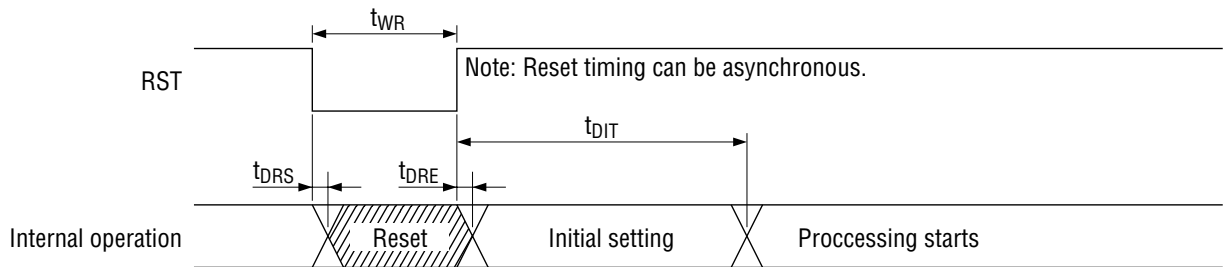 tWR
RST
Note: Reset timing can be asynchronous.
tDIT
tDRS
tDRE
Internal operation
Reset
Initial setting
Proccessing starts